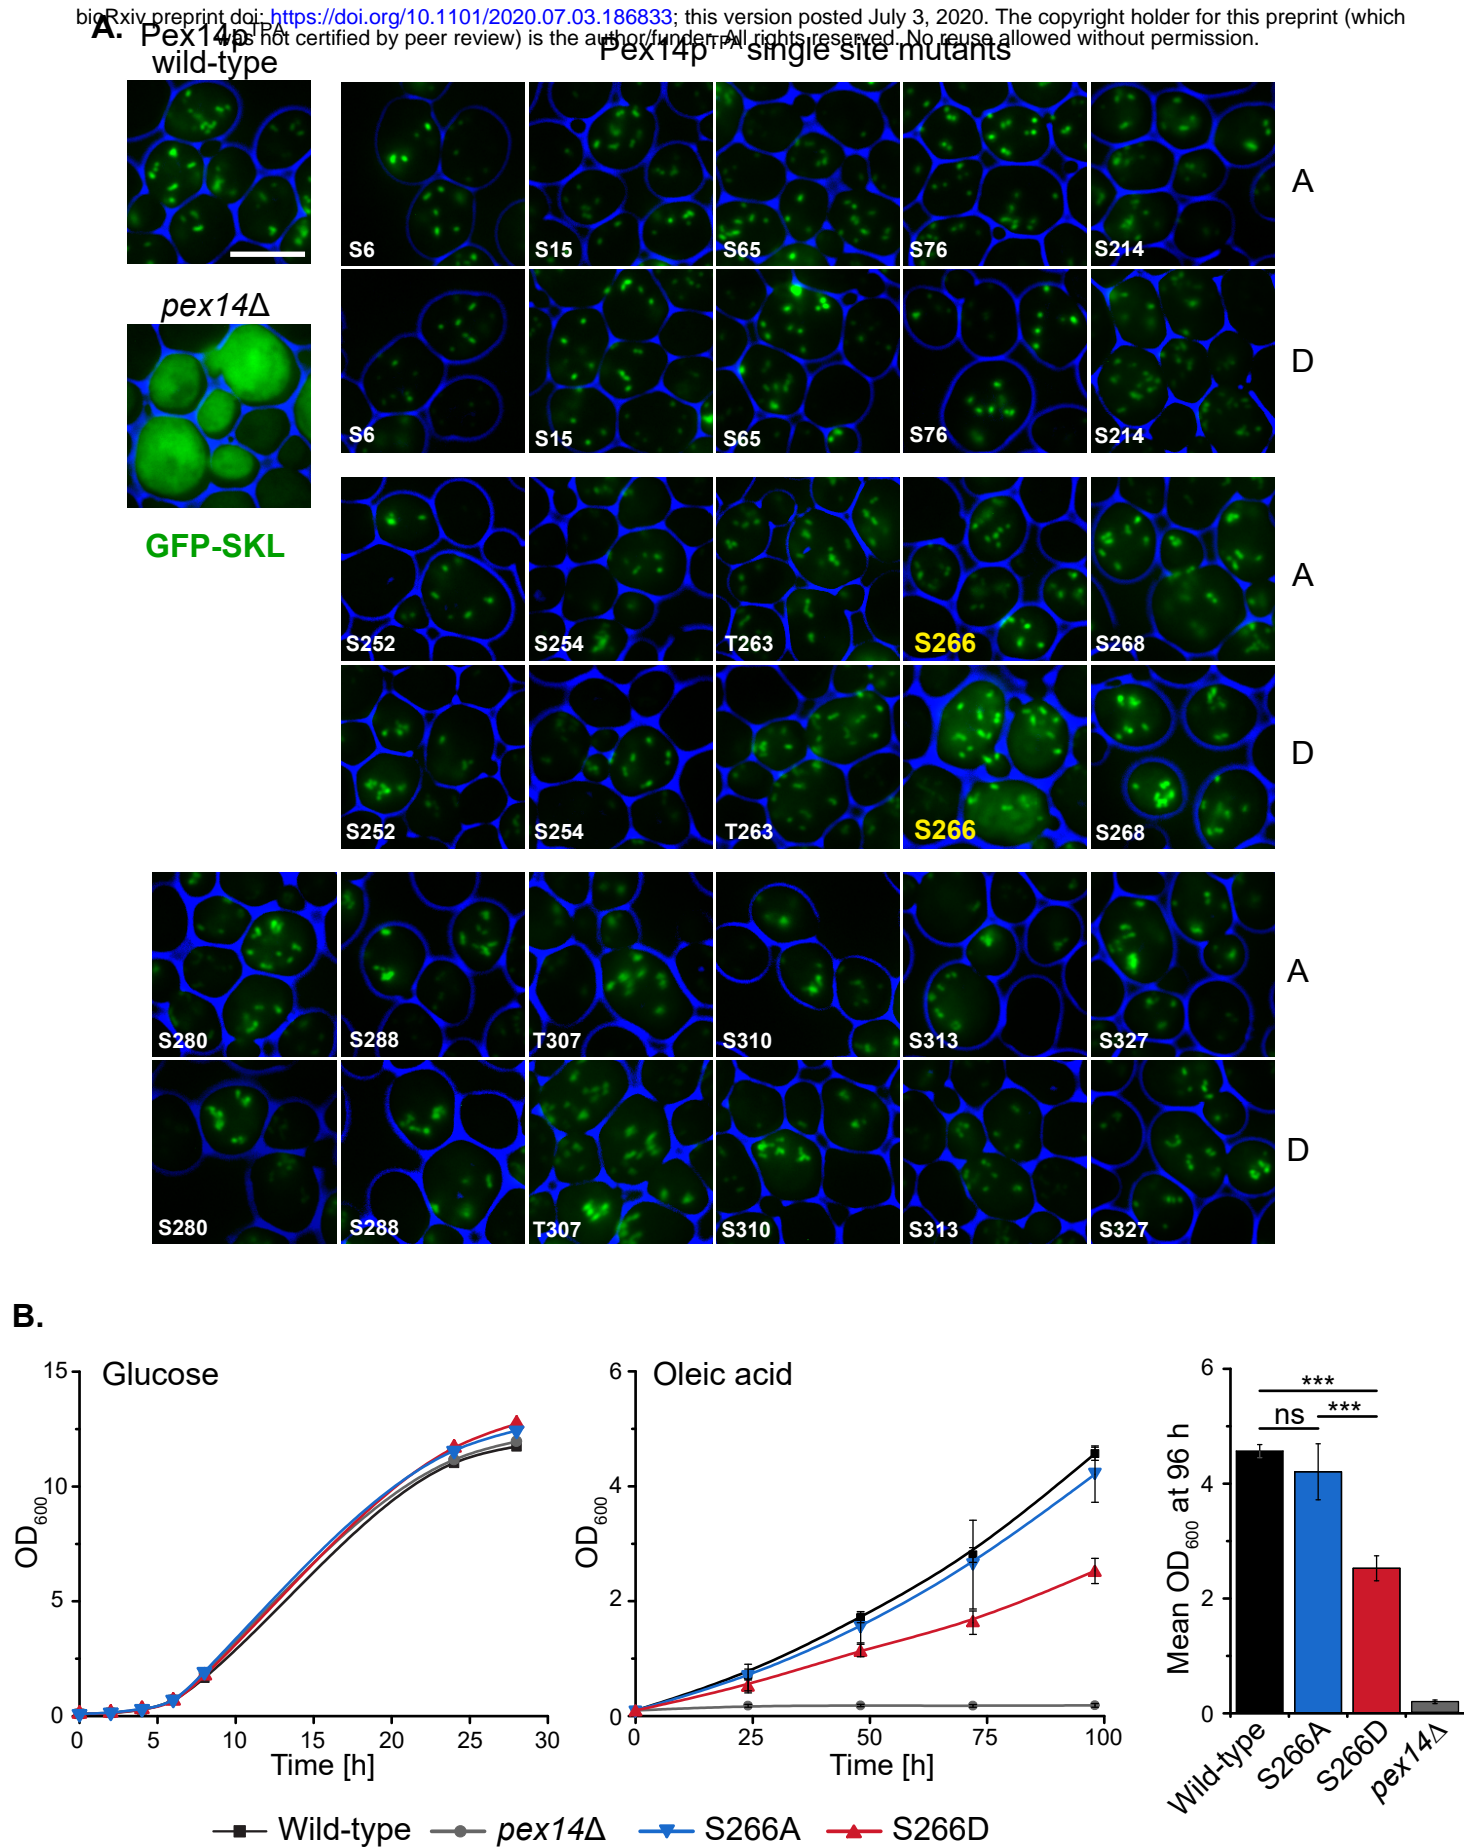 bioRxiv preprint doi: https://doi.org/10.1101/2020.07.03.186833; this version posted July 3, 2020. The copyright holder for this preprint (which
was not certified by peer review) is the author/funder. All rights reserved. No reuse allowed without permission.
A.
Pex14pTPA
wild-type
Pex14pTPA single site mutants
S6 S15 S65 S76 S214 A
pex14Δ
S6 S15 S65 S76 S214 D
GFP-SKL
S252 S254 T263 S266 S268 A
S252 S254 T263 S266 S268 D
S280 S288 T307 S310 S313 S327 A
S280 S288 T307 S310 S313 S327 D
B.
Glucose
OD600
15
10
5
0
0 5 10 15 20 25 30
Time [h]
Oleic acid
OD600
6
4
2
0
0 25 50 75 100
Time [h]
Mean OD600 at 96 h
6
4
2
0
***
ns ***
Wild-type S266A S266D pex14Δ
Wild-type pex14Δ S266A S266D